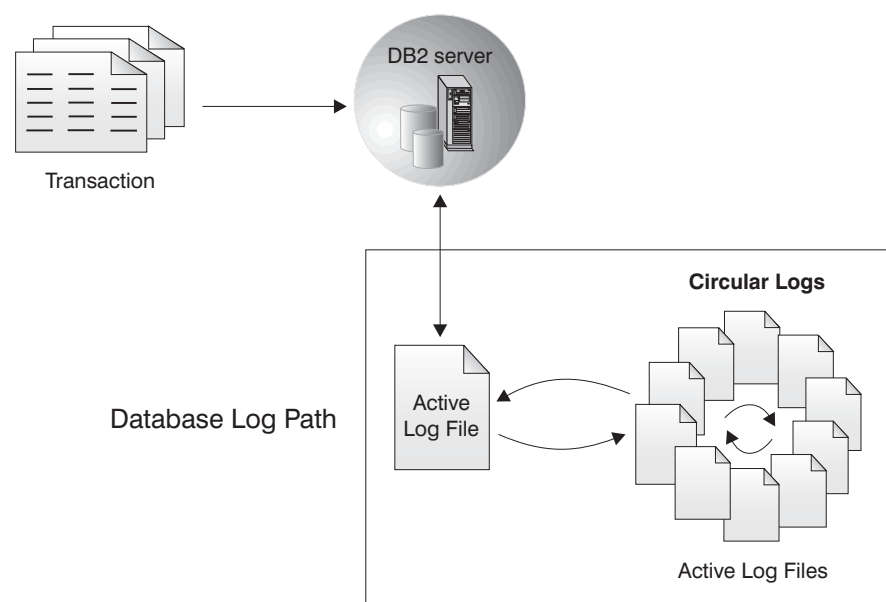 DB2 server
Transaction
Circular Logs
Active
Log File
Database Log Path
Active Log Files